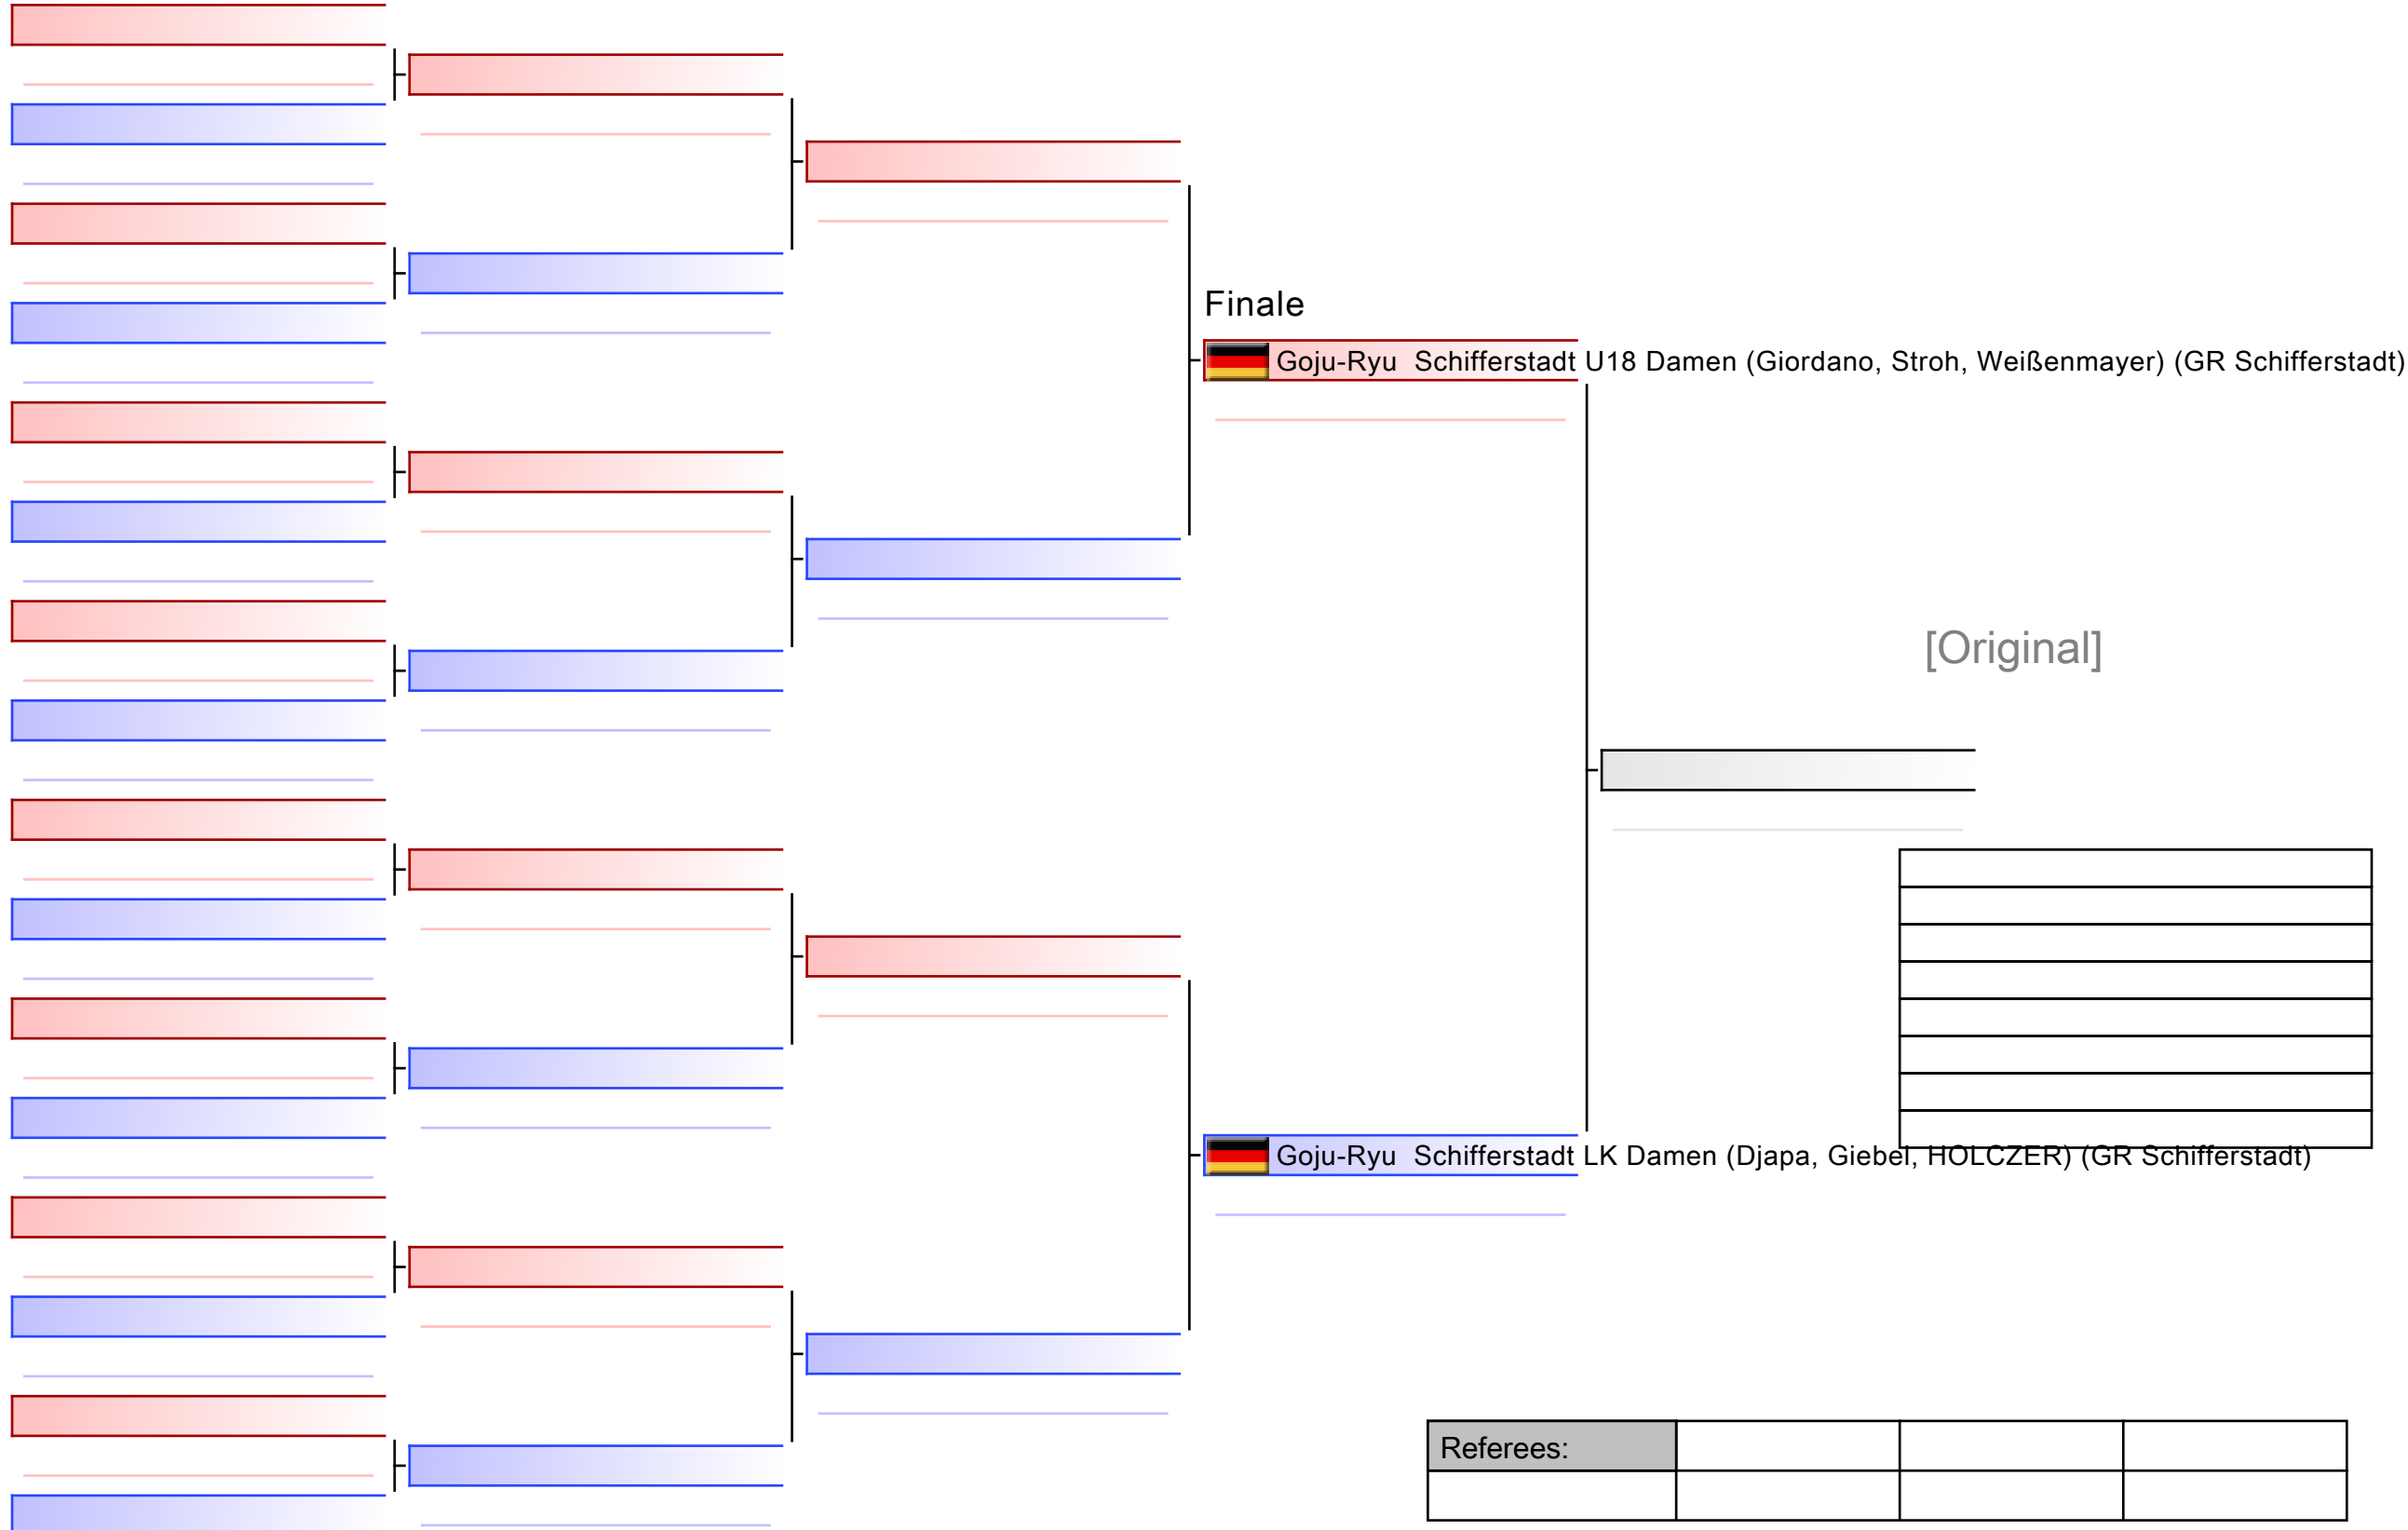 Finale
Goju-Ryu  Schifferstadt U18 Damen (Giordano, Stroh, Weißenmayer) (GR Schifferstadt)
[Original]
Goju-Ryu  Schifferstadt LK Damen (Djapa, Giebel, HOLCZER) (GR Schifferstadt)
Referees: